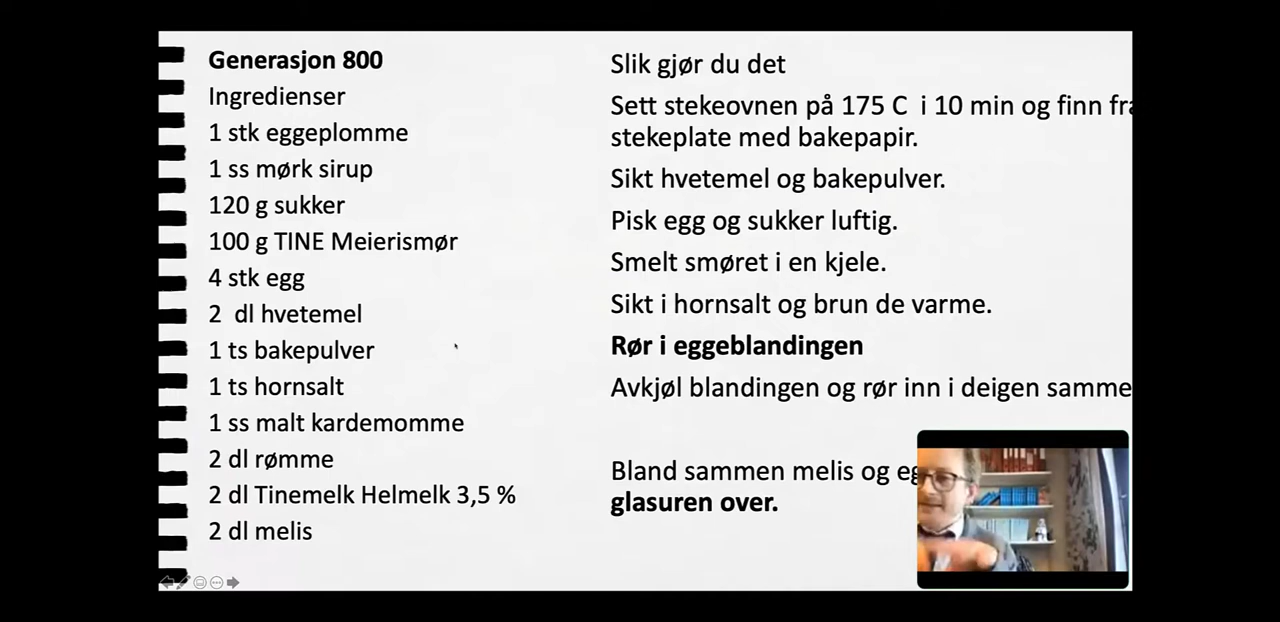 Generasjon 800
Ingredienser
1 stk eggeplomme
1 ss mørk sirup
120 g sukker
100 g TINE Meierismør
4 stk egg
2 dl hvetemel
1 ts bakepulver
1 ts hornsalt
1 ss malt kardemomme
2 dl rømme
2 dl Tinemelk Helmelk 3,5 %
2 dl melis
Slik gjør du det
Sett stekeovnen på 175 C i 10 min og finn
stekeplate med bakepapir.
Sikt hvetemel og bakepulver.
Pisk egg og sukker luftig.
Smelt smøret i en kjele.
Sikt i hornsalt og brun de varme.
Rør i eggeblandingen
Avkjøl blandingen og rør inn i deigen samme
Bland sammen melis og
glasuren over.